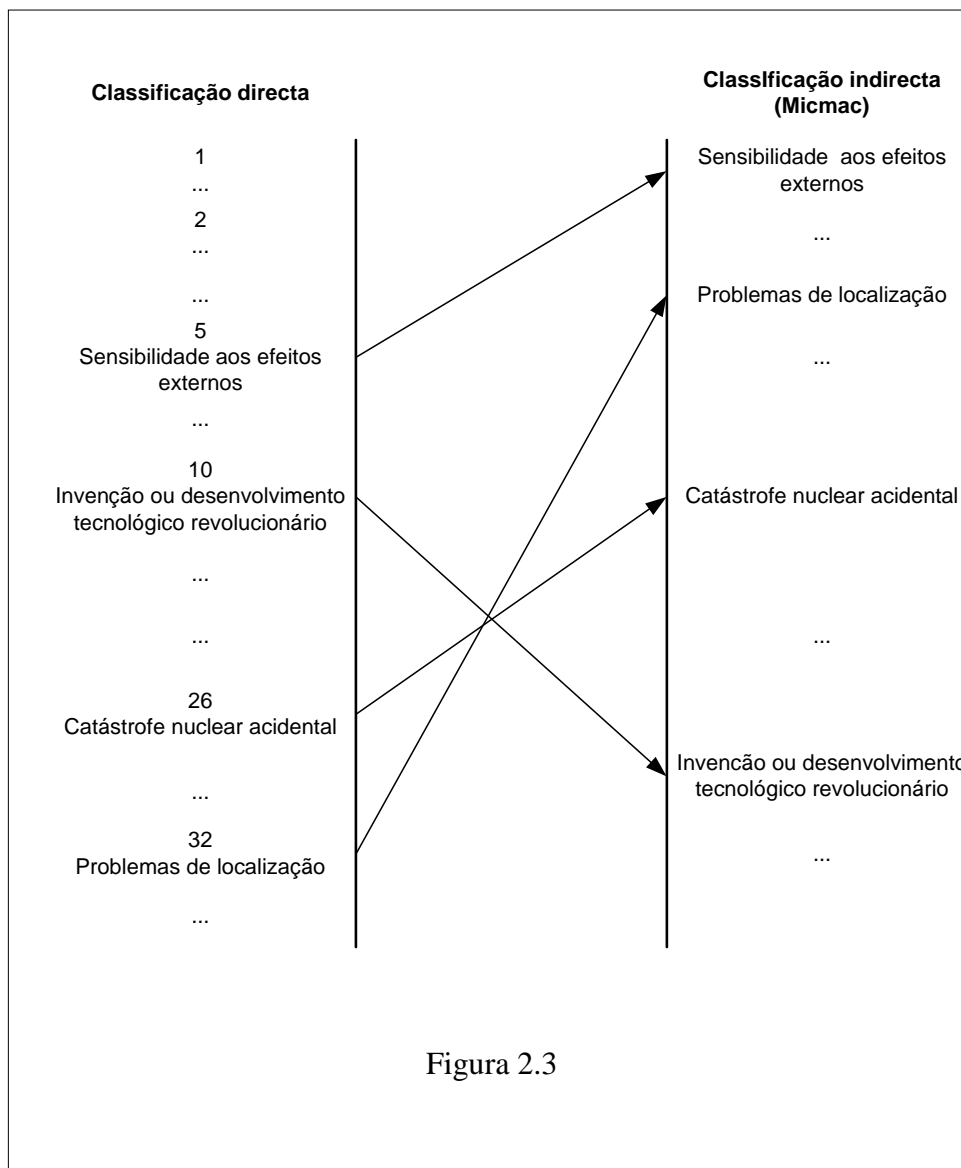 Classificação directa
1
...
2
...
...
5
Sensibilidade aos efeitos
externos
...
10
Invenção ou desenvolvimento
tecnológico revolucionário
...
...
26
Catástrofe nuclear acidental
...
32
Problemas de localização
...
ClassIficação indirecta
(Micmac)
Sensibilidade aos efeitos
externos
...
Problemas de localização
...
Catástrofe nuclear acidental
...
Invencão ou desenvolvimento
tecnológico revolucionário
...
Figura 2.3